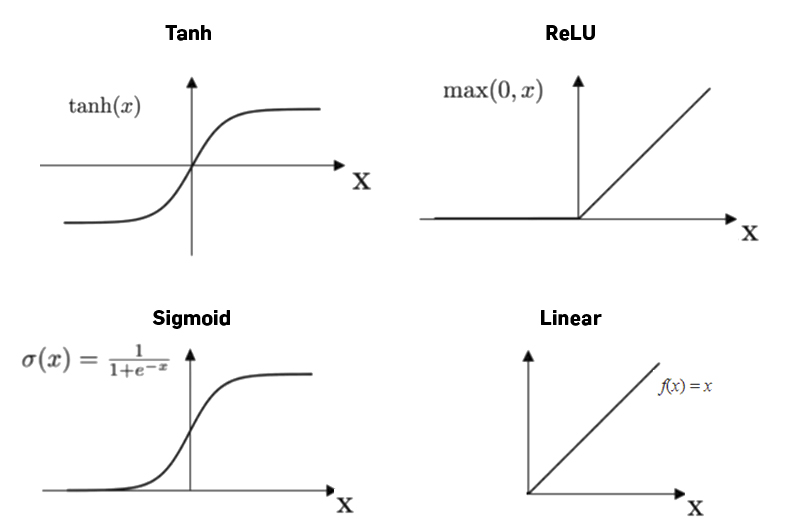 Tanh
tanh(x)
X
ReLU
max(0, x)
X
Sigmoid
σ(x) = 1/(1+e^-x)
X
Linear
f(x) = x
X